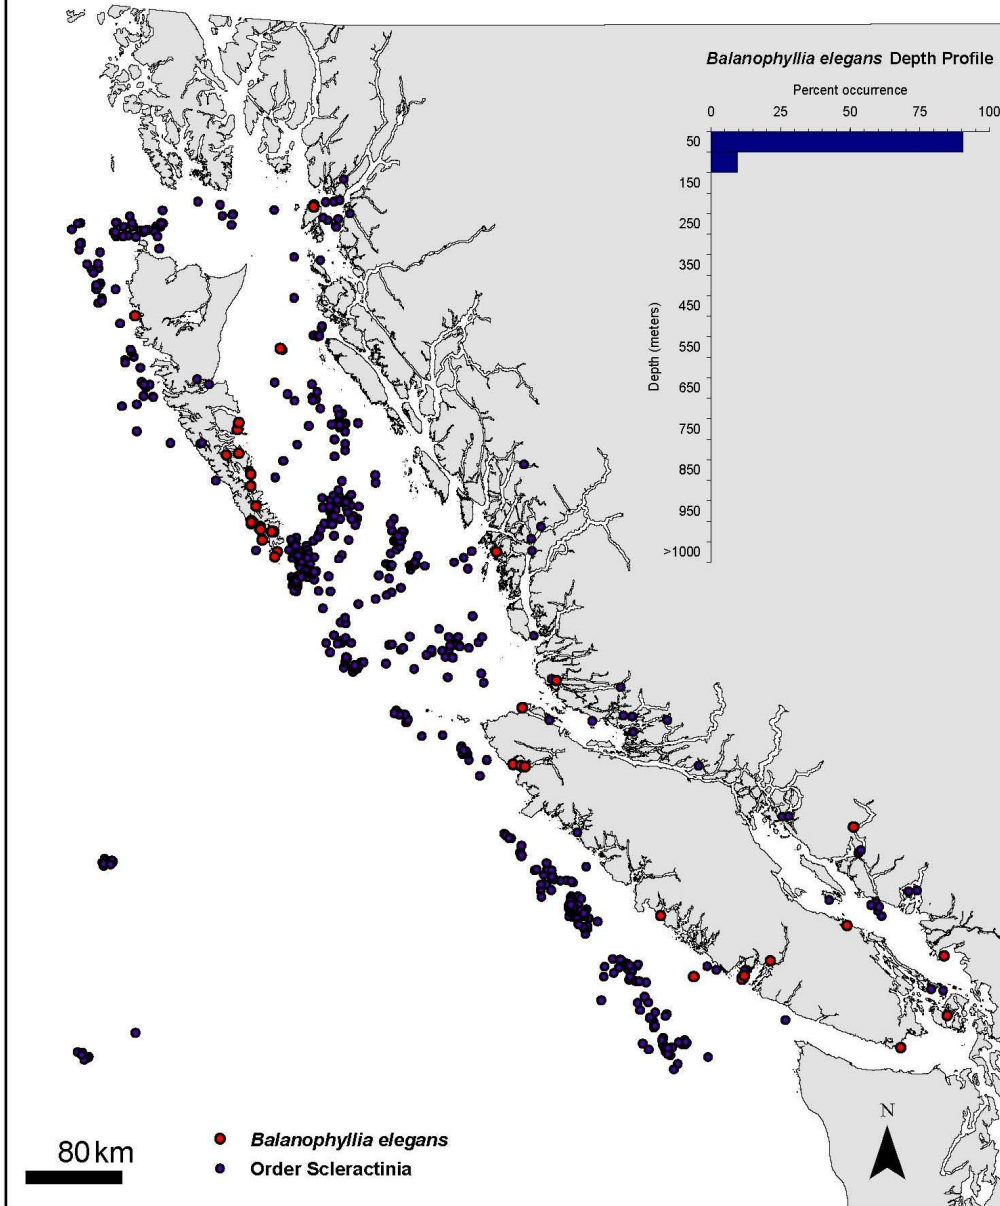 Balanophyllia elegans Depth Profile
Percent occurrence
0 25 50 75 100
50
150
250
350
450
550
650
750
850
950
>1000
Depth (meters)
N
80 km
Balanophyllia elegans
Order Scleractinia